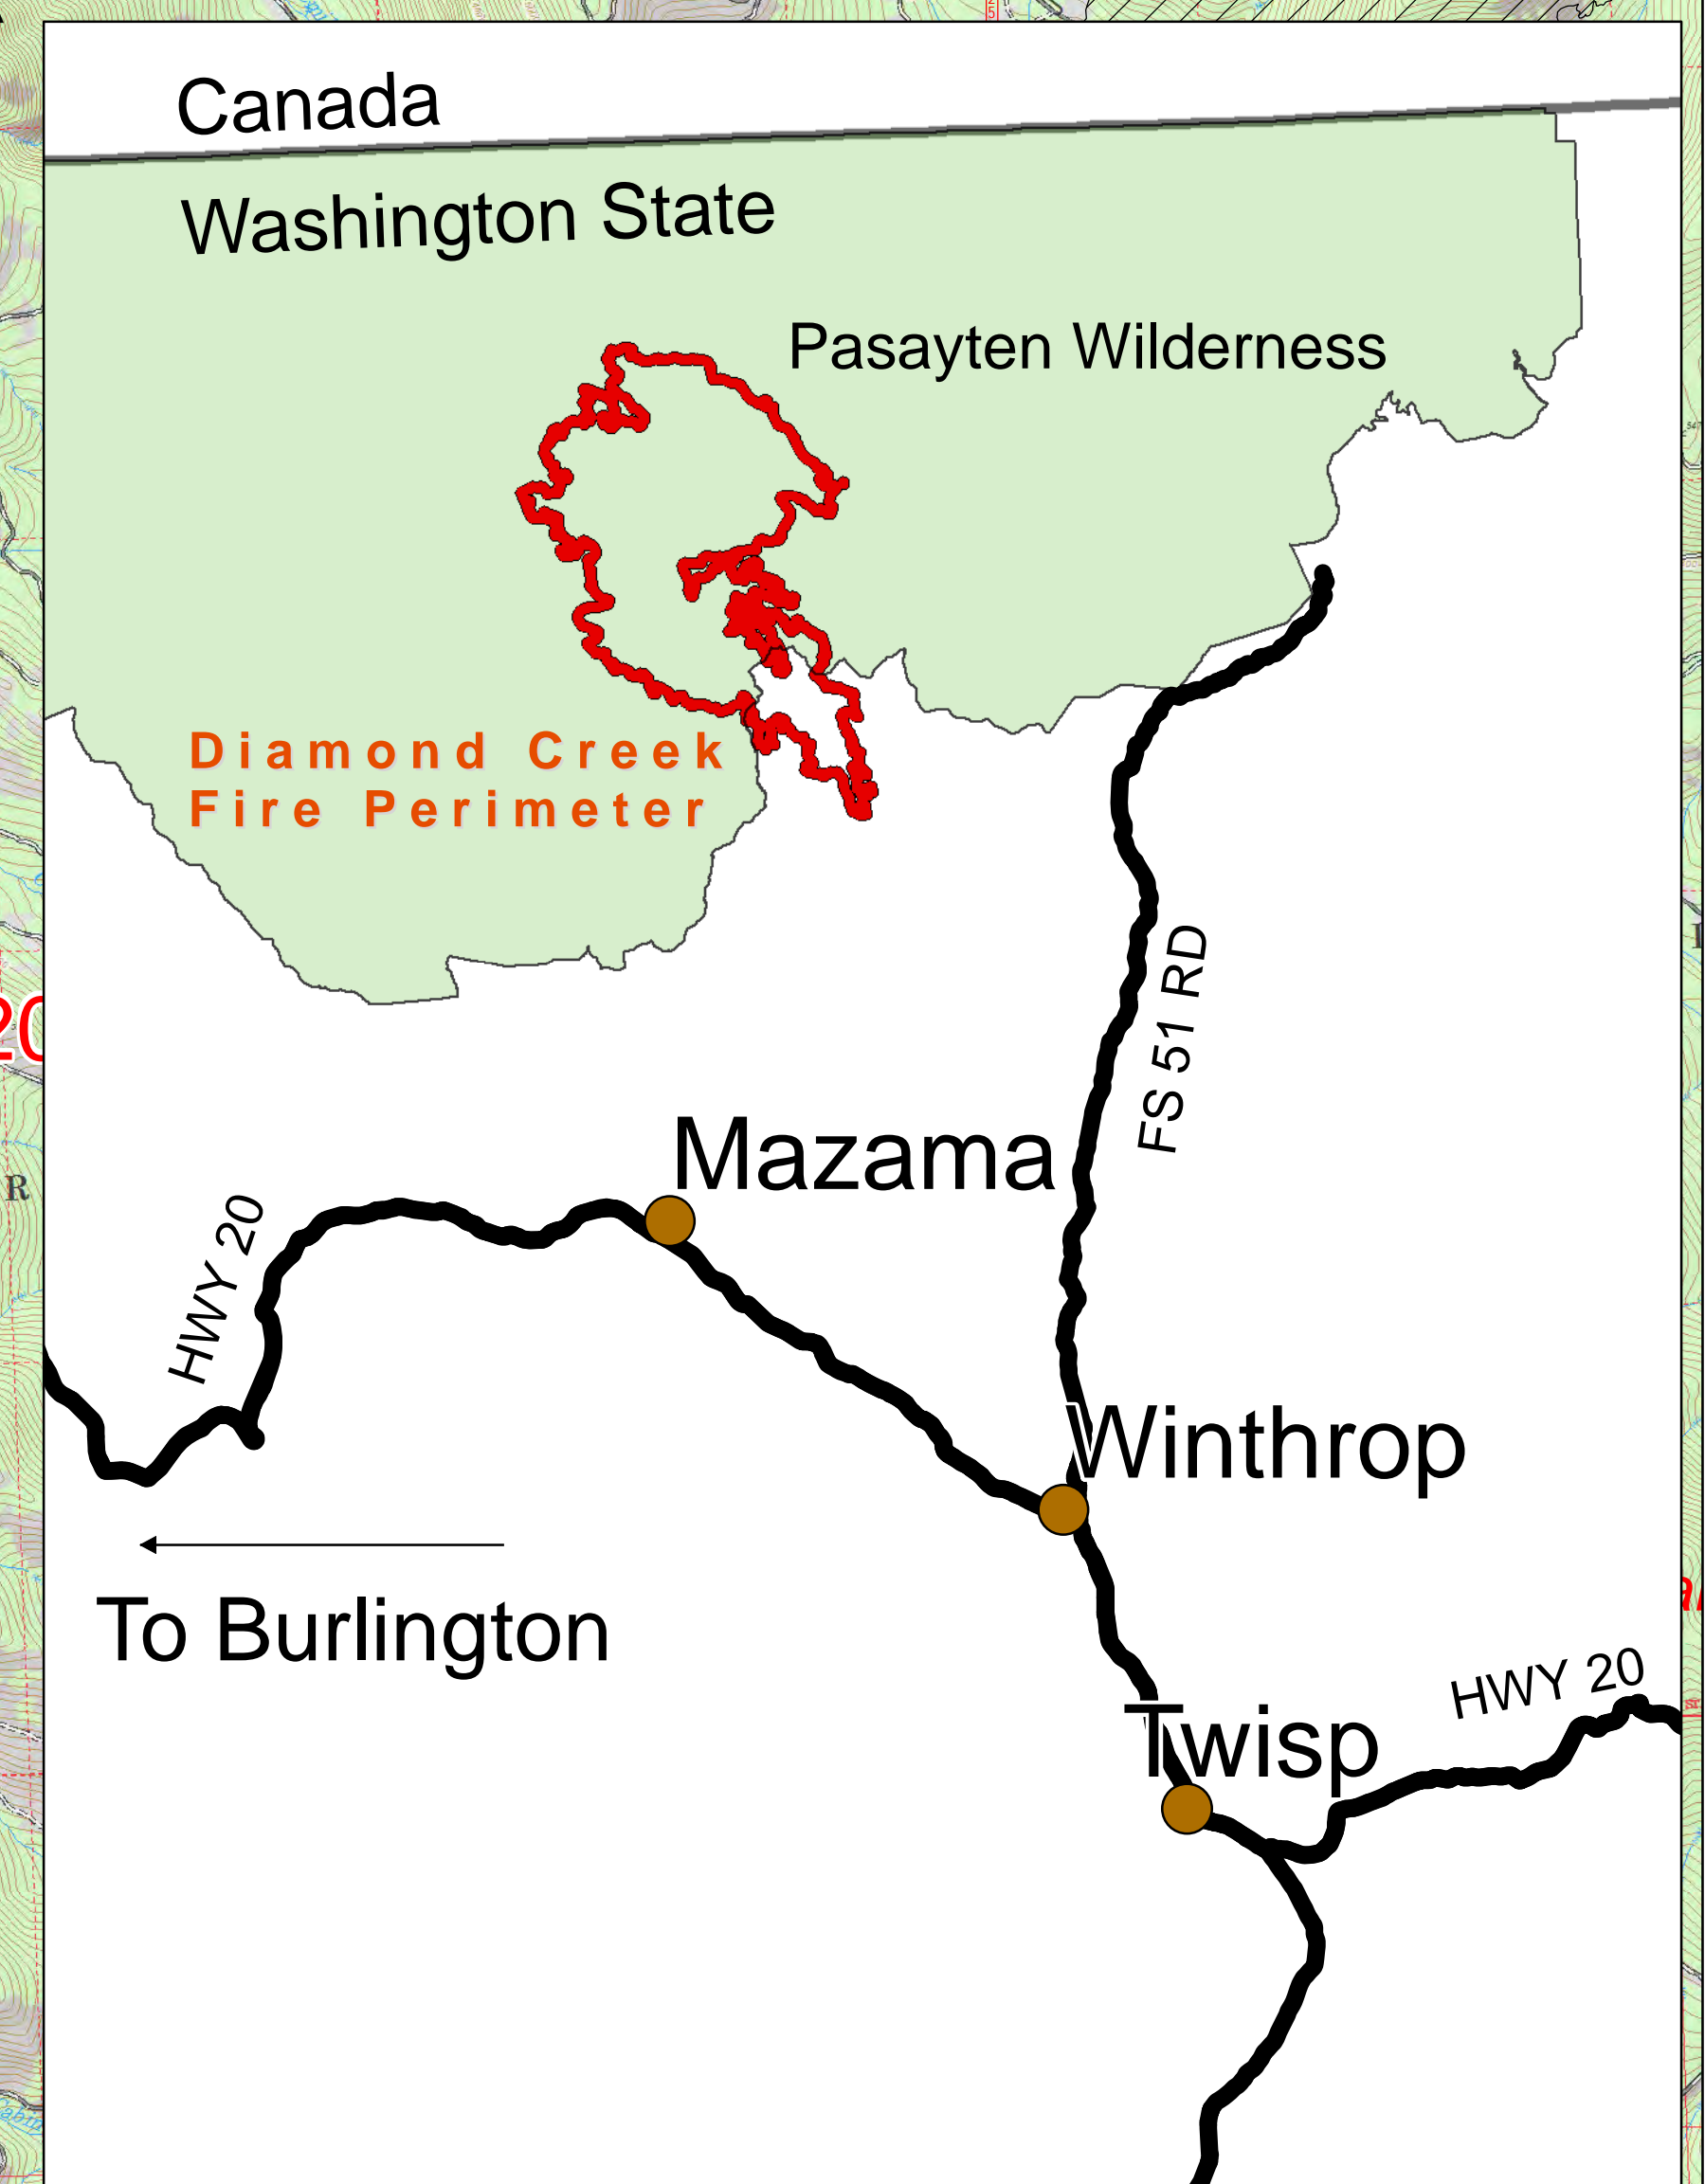 Canada
Washington State
Pasayten Wilderness
Diamond Creek
Fire Perimeter
FS 51 RD
Mazama
HWY 20
Winthrop
To Burlington
HWY 20
Twisp
20
R